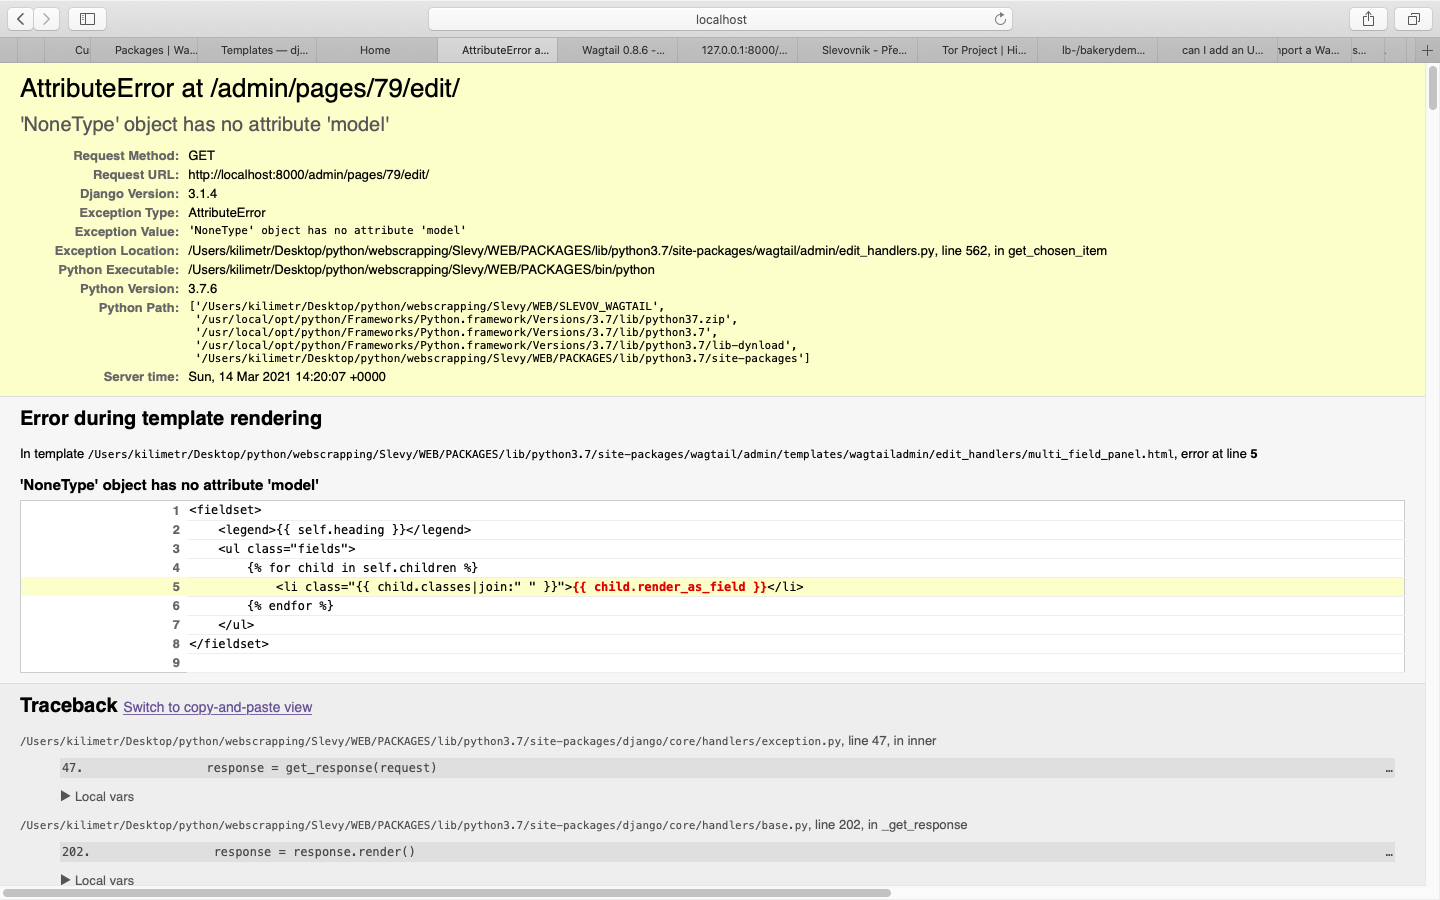 localhost
Cu
Packages | Wa...
Templates — dj...
Home
AttributeError a...
Wagtail 0.8.6 -...
127.0.0.1:8000/...
Slevovník - Pře...
Tor Project | Hi...
lb-/bakerydem...
can I add an U...
nport a Wa...
s...
AttributeError at /admin/pages/79/edit/
'NoneType' object has no attribute 'model'
Request Method: GET
Request URL: http://localhost:8000/admin/pages/79/edit/
Django Version: 3.1.4
Exception Type: AttributeError
Exception Value: 'NoneType' object has no attribute 'model'
Exception Location: /Users/kilimetr/Desktop/python/webscrapping/Slevy/WEB/PACKAGES/lib/python3.7/site-packages/wagtail/admin/edit_handlers.py, line 562, in get_chosen_item
Python Executable: /Users/kilimetr/Desktop/python/webscrapping/Slevy/WEB/PACKAGES/bin/python
Python Version: 3.7.6
Python Path: ['/Users/kilimetr/Desktop/python/webscrapping/Slevy/WEB/SLEVOV_WAGTAIL',
'/usr/local/opt/python/Frameworks/Python.framework/Versions/3.7/lib/python37.zip',
'/usr/local/opt/python/Frameworks/Python.framework/Versions/3.7/lib/python3.7',
'/usr/local/opt/python/Frameworks/Python.framework/Versions/3.7/lib/python3.7/lib-dynload',
'/Users/kilimetr/Desktop/python/webscrapping/Slevy/WEB/PACKAGES/lib/python3.7/site-packages']
Server time: Sun, 14 Mar 2021 14:20:07 +0000
Error during template rendering
In template /Users/kilimetr/Desktop/python/webscrapping/Slevy/WEB/PACKAGES/lib/python3.7/site-packages/wagtail/admin/templates/wagtailadmin/edit_handlers/multi_field_panel.html, error at line 5
'NoneType' object has no attribute 'model'
1 <fieldset>
2 <legend>{{ self.heading }}</legend>
3 <ul class="fields">
4 {% for child in self.children %}
5 <li class="{{ child.classes|join:" " }}">{{ child.render_as_field }}</li>
6 {% endfor %}
7 </ul>
8 </fieldset>
9
Traceback Switch to copy-and-paste view
/Users/kilimetr/Desktop/python/webscrapping/Slevy/WEB/PACKAGES/lib/python3.7/site-packages/django/core/handlers/exception.py, line 47, in inner
47. response = get_response(request) …
▶ Local vars
/Users/kilimetr/Desktop/python/webscrapping/Slevy/WEB/PACKAGES/lib/python3.7/site-packages/django/core/handlers/base.py, line 202, in _get_response
202. response = response.render() …
▶ Local vars